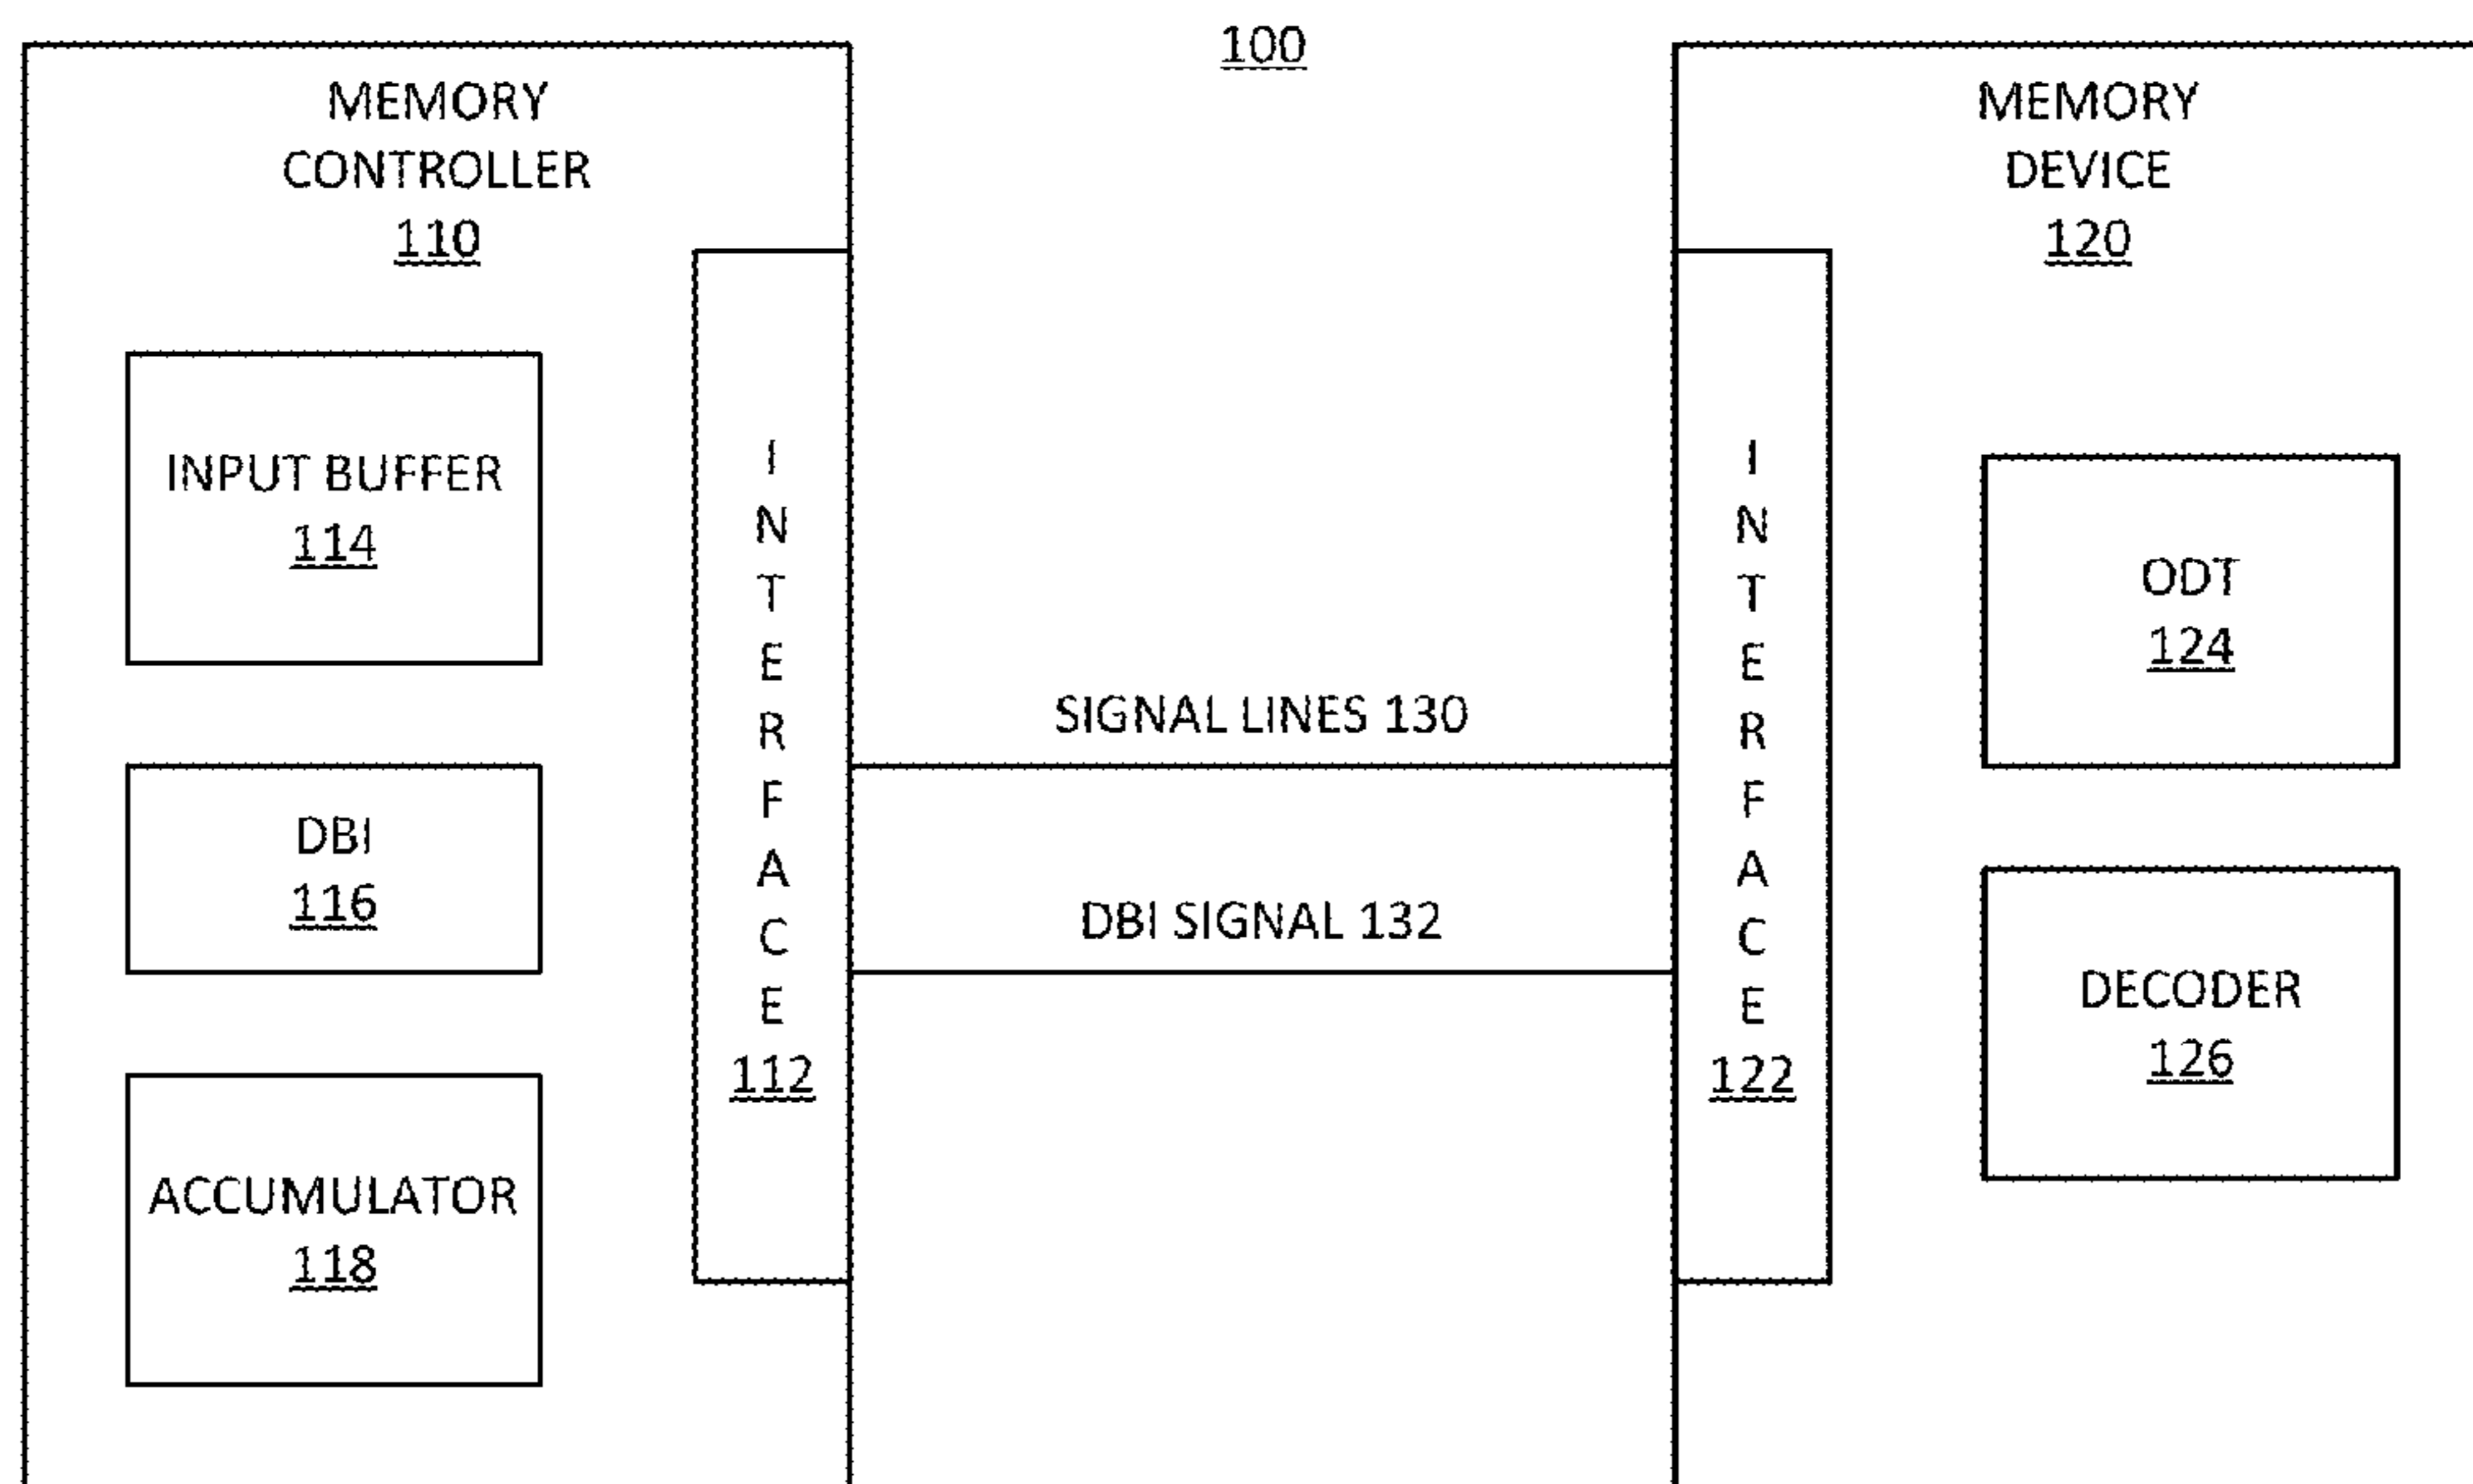 100
MEMORY
CONTROLLER
110
INPUT BUFFER
114
DBI
116
ACCUMULATOR
118
I
N
T
E
R
F
A
C
E
112
SIGNAL LINES 130
DBI SIGNAL 132
I
N
T
E
R
F
A
C
E
122
MEMORY
DEVICE
120
ODT
124
DECODER
126